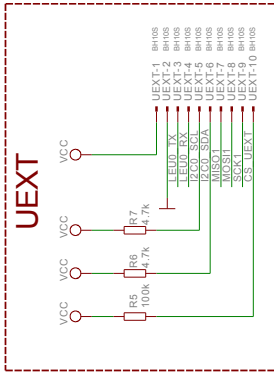 UEXT
BH10S
BH10S
BH10S
BH10S
BH10S
BH10S
BH10S
BH10S
BH10S
BH10S
UEXT-1
UEXT-2
UEXT-3
UEXT-4
UEXT-5
UEXT-6
UEXT-7
UEXT-8
UEXT-9
UEXT-10
LEU0_TX
LEU0_RX
I2C0_SCL
I2C0_SDA
MISO1
MOSI1
SCK1
CS_UEXT
VCC
VCC
R7
4.7k
VCC
R6
4.7k
VCC
R5
100k